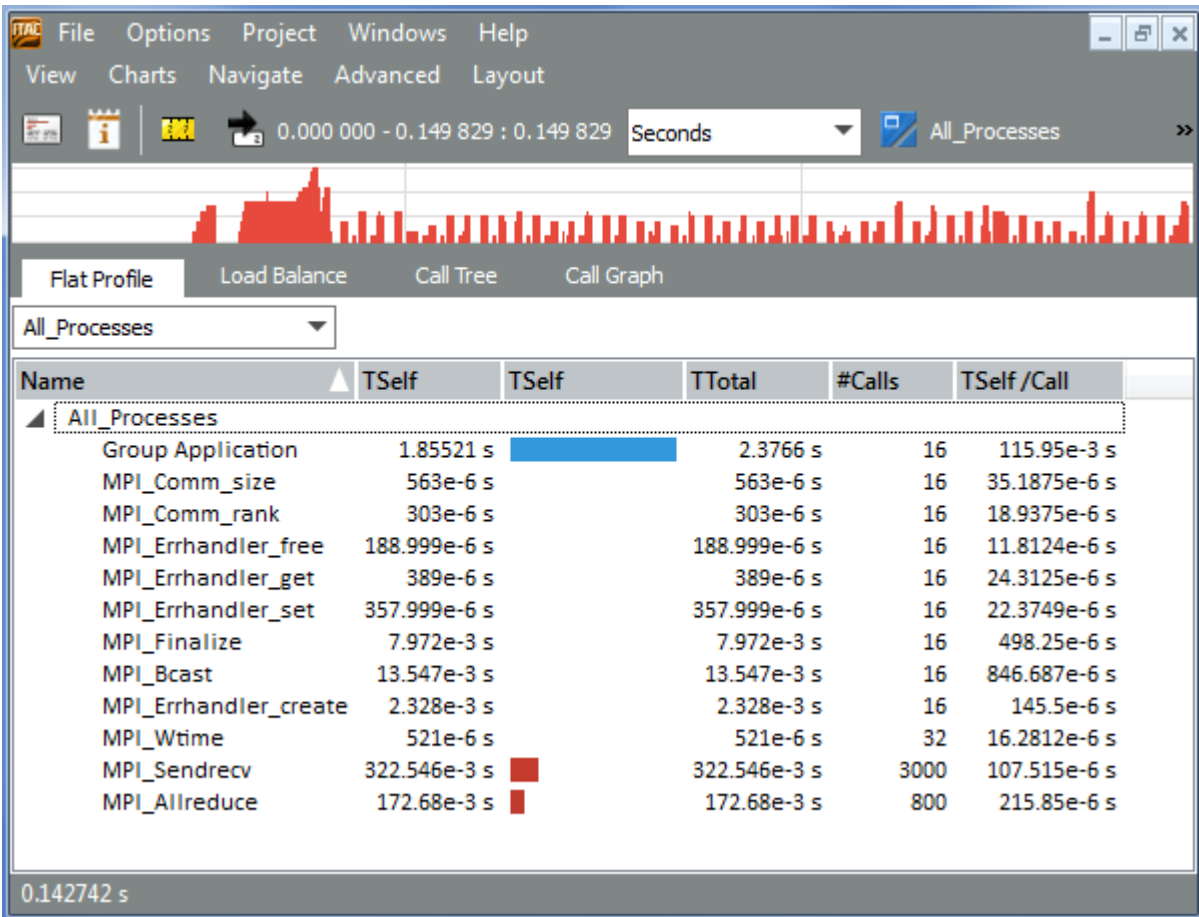 ITAC File Options Project Windows Help
View Charts Navigate Advanced Layout
0.000 000 - 0.149 829 : 0.149 829 Seconds All_Processes »
Flat Profile Load Balance Call Tree Call Graph
All_Processes
Name TSelf TSelf TTotal #Calls TSelf /Call
All_Processes
Group Application 1.85521 s 2.3766 s 16 115.95e-3 s
MPI_Comm_size 563e-6 s 563e-6 s 16 35.1875e-6 s
MPI_Comm_rank 303e-6 s 303e-6 s 16 18.9375e-6 s
MPI_Errhandler_free 188.999e-6 s 188.999e-6 s 16 11.8124e-6 s
MPI_Errhandler_get 389e-6 s 389e-6 s 16 24.3125e-6 s
MPI_Errhandler_set 357.999e-6 s 357.999e-6 s 16 22.3749e-6 s
MPI_Finalize 7.972e-3 s 7.972e-3 s 16 498.25e-6 s
MPI_Bcast 13.547e-3 s 13.547e-3 s 16 846.687e-6 s
MPI_Errhandler_create 2.328e-3 s 2.328e-3 s 16 145.5e-6 s
MPI_Wtime 521e-6 s 521e-6 s 32 16.2812e-6 s
MPI_Sendrecv 322.546e-3 s 322.546e-3 s 3000 107.515e-6 s
MPI_Allreduce 172.68e-3 s 172.68e-3 s 800 215.85e-6 s
0.142742 s